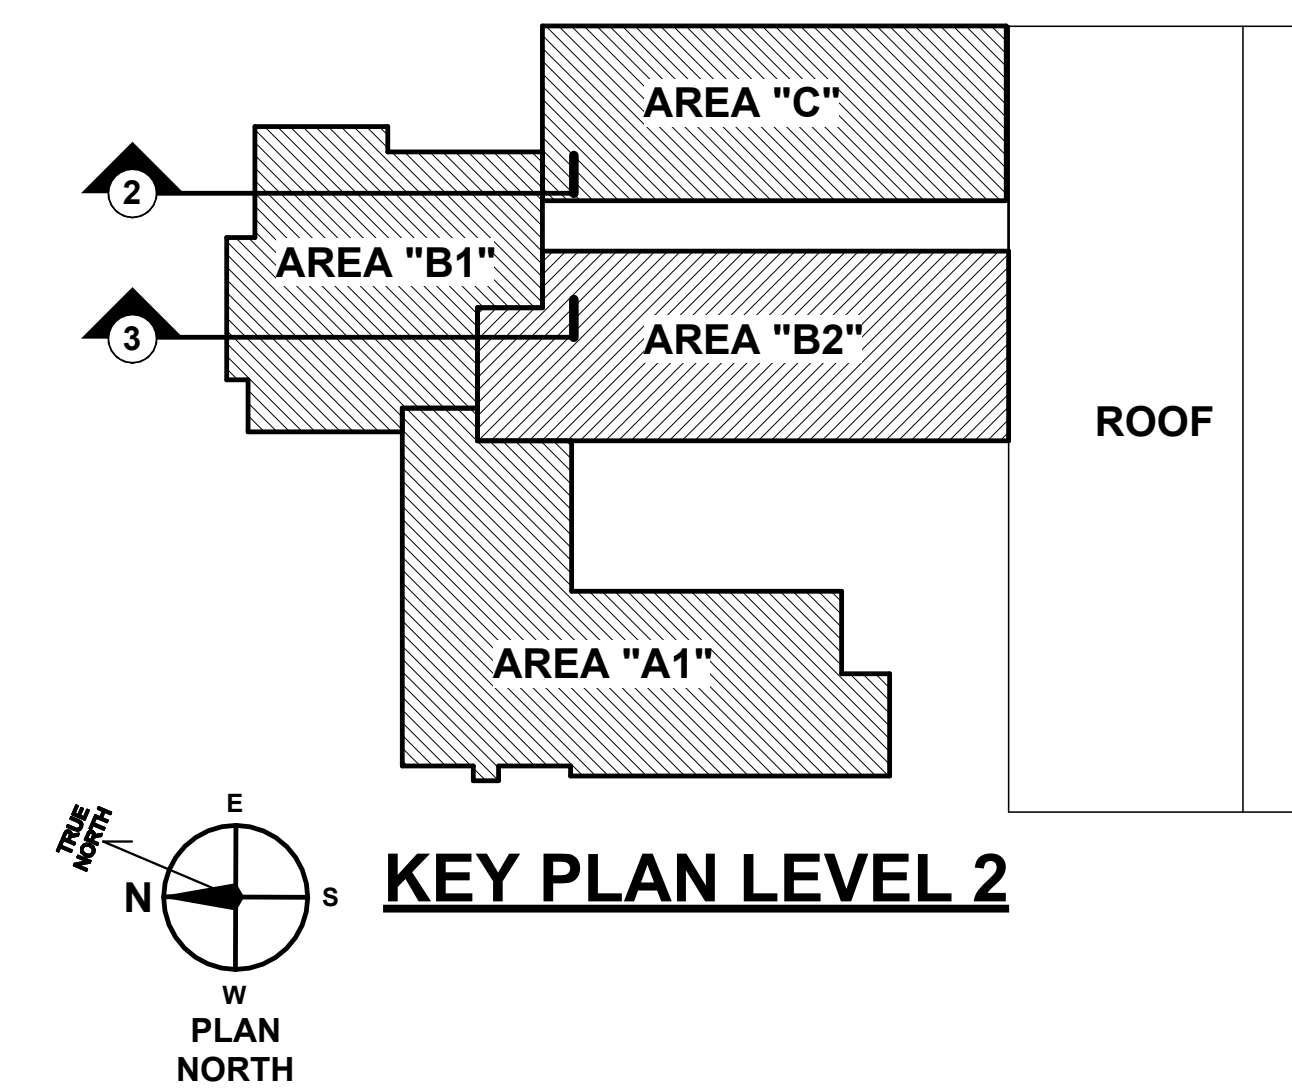 AREA "C"
2
AREA "B1"
3
AREA "B2"
ROOF
AREA "A1"
TRUE
NORTH
E
N
S
W
PLAN
NORTH
KEY PLAN LEVEL 2